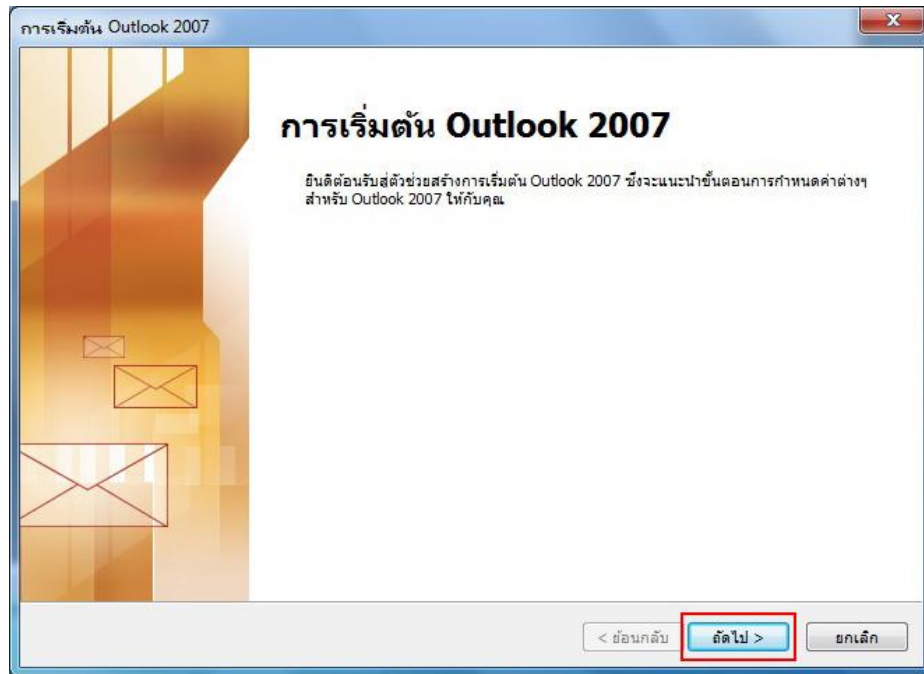 การเริ่มต้น Outlook 2007
การเริ่มต้น Outlook 2007
ยินดีต้อนรับสู่ตัวช่วยสร้างการเริ่มต้น Outlook 2007 ซึ่งจะแนะนำขั้นตอนการกำหนดค่าต่างๆ
สำหรับ Outlook 2007 ให้กับคุณ
< ย้อนกลับ ถัดไป > ยกเลิก